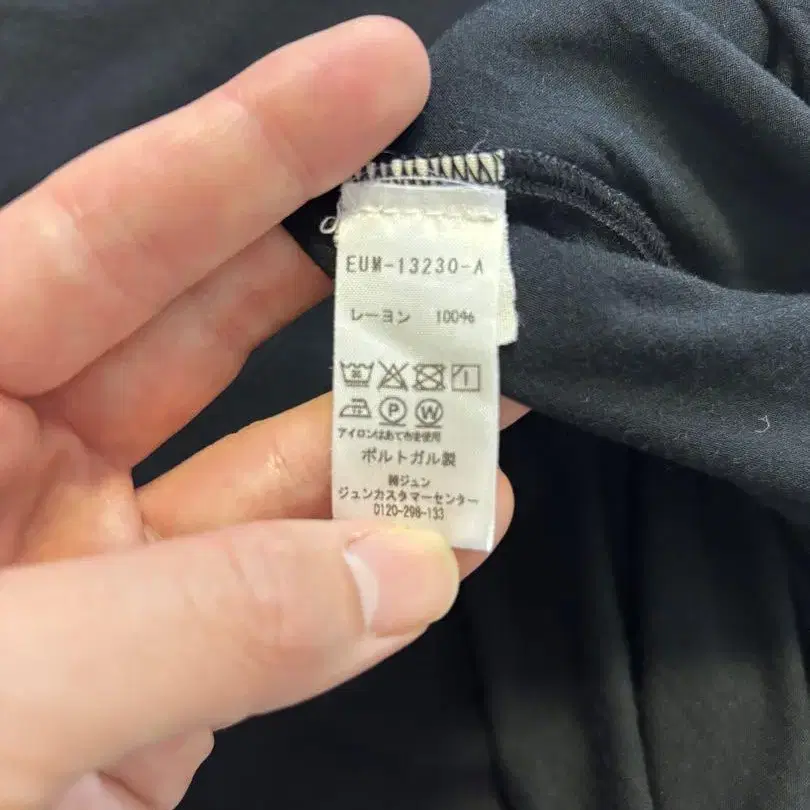 EUM-13230-A
レーヨン 100%
P W
アイロンはあて布を使用
ポルトガル製
㈱ジュン
ジュンカスタマーセンター
0120-298-133